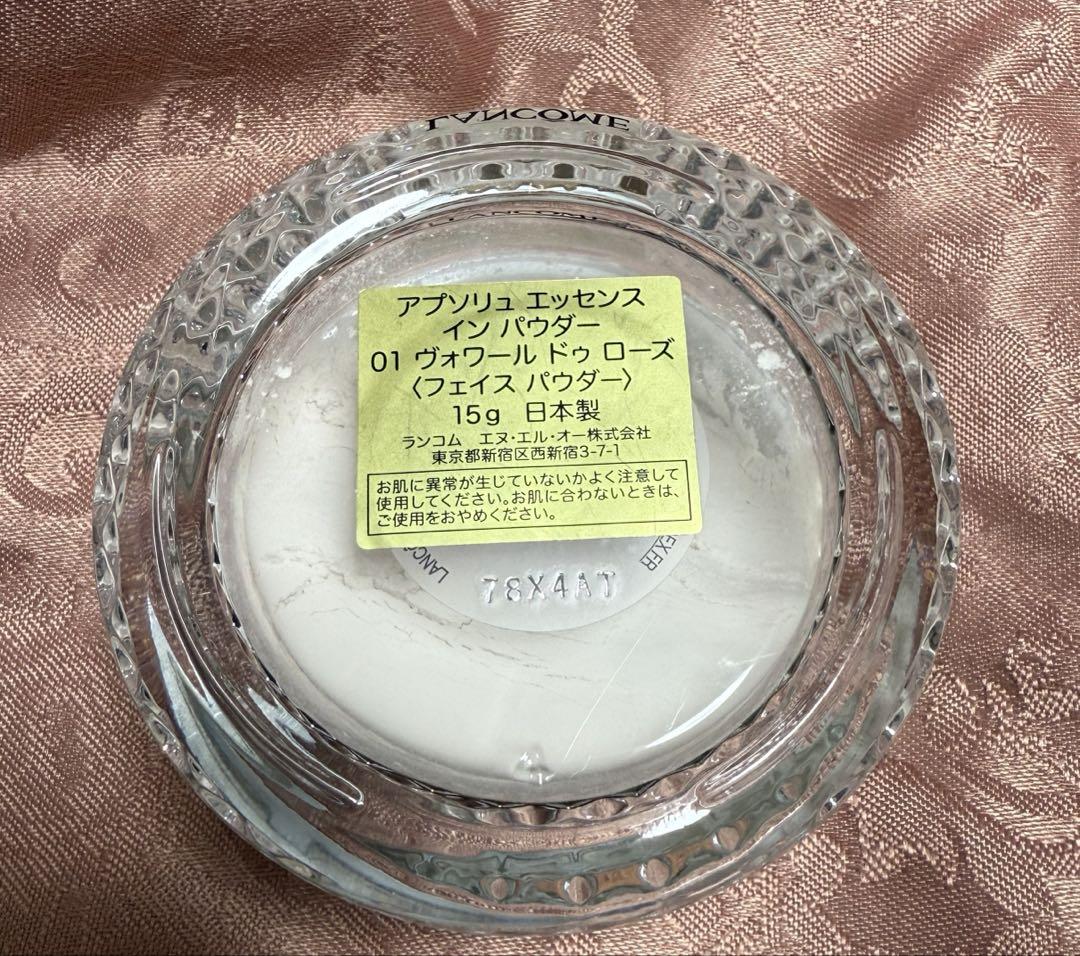 LANCOME
LANCOME
アプソリュ エッセンス
イン パウダー
01 ヴォワール ドゥ ローズ
〈フェイス パウダー〉
15g 日本製
ランコム エヌ・エル・オー株式会社
東京都新宿区西新宿3-7-1
お肌に異常が生じていないかよく注意して
使用してください。お肌に合わないときは、
ご使用をおやめください。
78X4AT